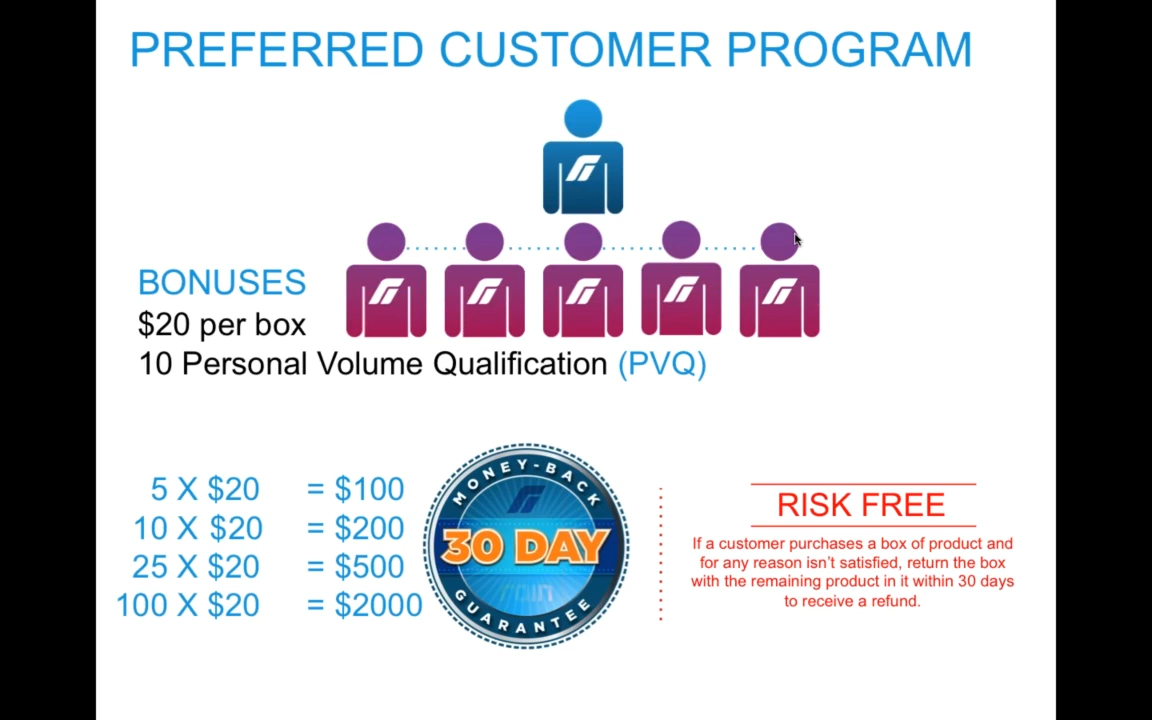 PREFERRED CUSTOMER PROGRAM
BONUSES
$20 per box
10 Personal Volume Qualification (PVQ)
5 X $20 = $100
10 X $20 = $200
25 X $20 = $500
100 X $20 = $2000
MONEY-BACK
30 DAY
GUARANTEE
RISK FREE
If a customer purchases a box of product and
for any reason isn't satisfied, return the box
with the remaining product in it within 30 days
to receive a refund.